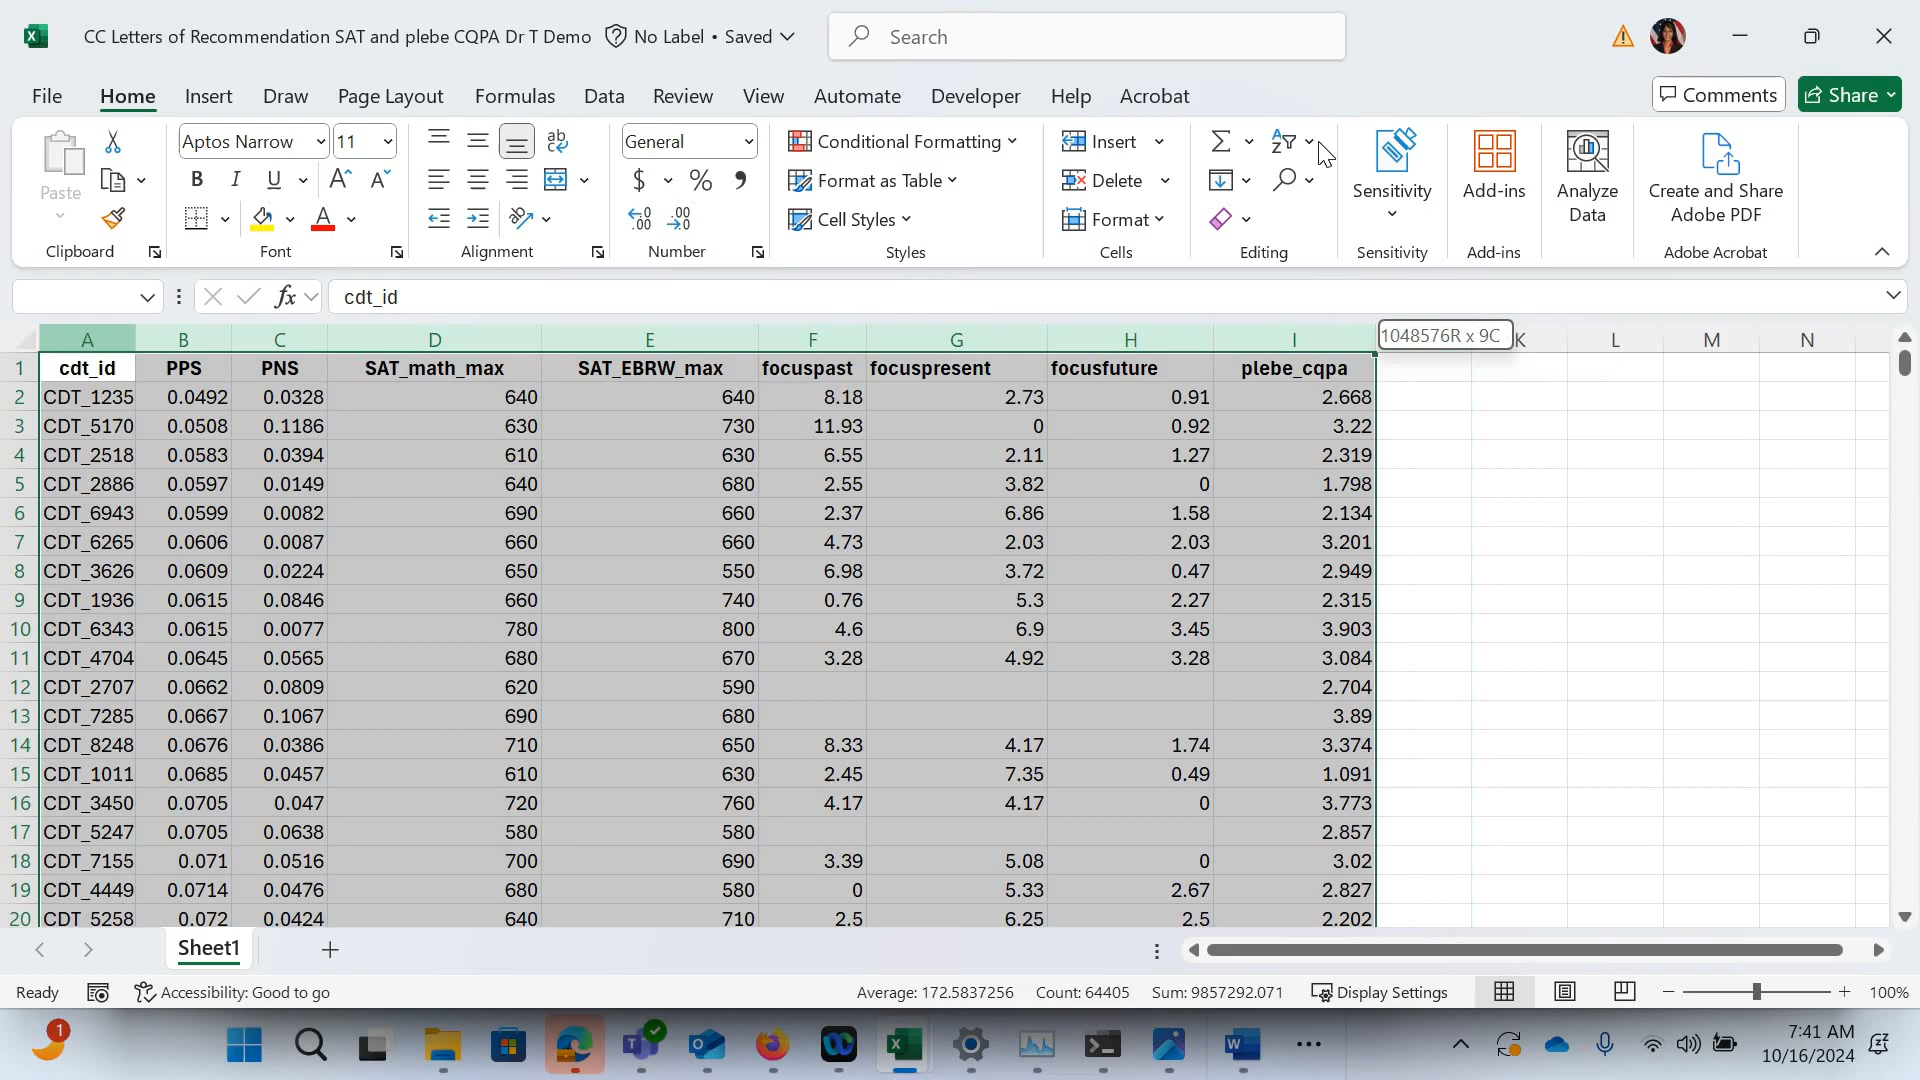 CC Letters of Recommendation SAT and plebe CQPA Dr T Demo No Label • Saved Search
File Home Insert Draw Page Layout Formulas Data Review View Automate Developer Help Acrobat Comments Share
Paste
Clipboard
Aptos Narrow 11
B I U A A
A
Font
ab
Alignment
General
$ % 9
.00
Number
Conditional Formatting
Format as Table
Cell Styles
Styles
Insert
Delete
Format
Cells
Editing
Sensitivity
Sensitivity
Add-ins
Add-ins
Analyze
Data
Create and Share
Adobe PDF
Adobe Acrobat
fx cdt_id
A B C D E F G H I 1048576R x 9C K L M N
1 cdt_id PPS PNS SAT_math_max SAT_EBRW_max focuspast focuspresent focusfuture plebe_cqpa
2 CDT_1235 0.0492 0.0328 640 640 8.18 2.73 0.91 2.668
3 CDT_5170 0.0508 0.1186 630 730 11.93 0 0.92 3.22
4 CDT_2518 0.0583 0.0394 610 630 6.55 2.11 1.27 2.319
5 CDT_2886 0.0597 0.0149 640 680 2.55 3.82 0 1.798
6 CDT_6943 0.0599 0.0082 690 660 2.37 6.86 1.58 2.134
7 CDT_6265 0.0606 0.0087 660 660 4.73 2.03 2.03 3.201
8 CDT_3626 0.0609 0.0224 650 550 6.98 3.72 0.47 2.949
9 CDT_1936 0.0615 0.0846 660 740 0.76 5.3 2.27 2.315
10 CDT_6343 0.0615 0.0077 780 800 4.6 6.9 3.45 3.903
11 CDT_4704 0.0645 0.0565 680 670 3.28 4.92 3.28 3.084
12 CDT_2707 0.0662 0.0809 620 590 2.704
13 CDT_7285 0.0667 0.1067 690 680 3.89
14 CDT_8248 0.0676 0.0386 710 650 8.33 4.17 1.74 3.374
15 CDT_1011 0.0685 0.0457 610 630 2.45 7.35 0.49 1.091
16 CDT_3450 0.0705 0.047 720 760 4.17 4.17 0 3.773
17 CDT_5247 0.0705 0.0638 580 580 2.857
18 CDT_7155 0.071 0.0516 700 690 3.39 5.08 0 3.02
19 CDT_4449 0.0714 0.0476 680 580 0 5.33 2.67 2.827
20 CDT_5258 0.072 0.0424 640 710 2.5 6.25 2.5 2.202
Sheet1
Ready Accessibility: Good to go Average: 172.5837256 Count: 64405 Sum: 9857292.071 Display Settings 100%
1
7:41 AM
10/16/2024